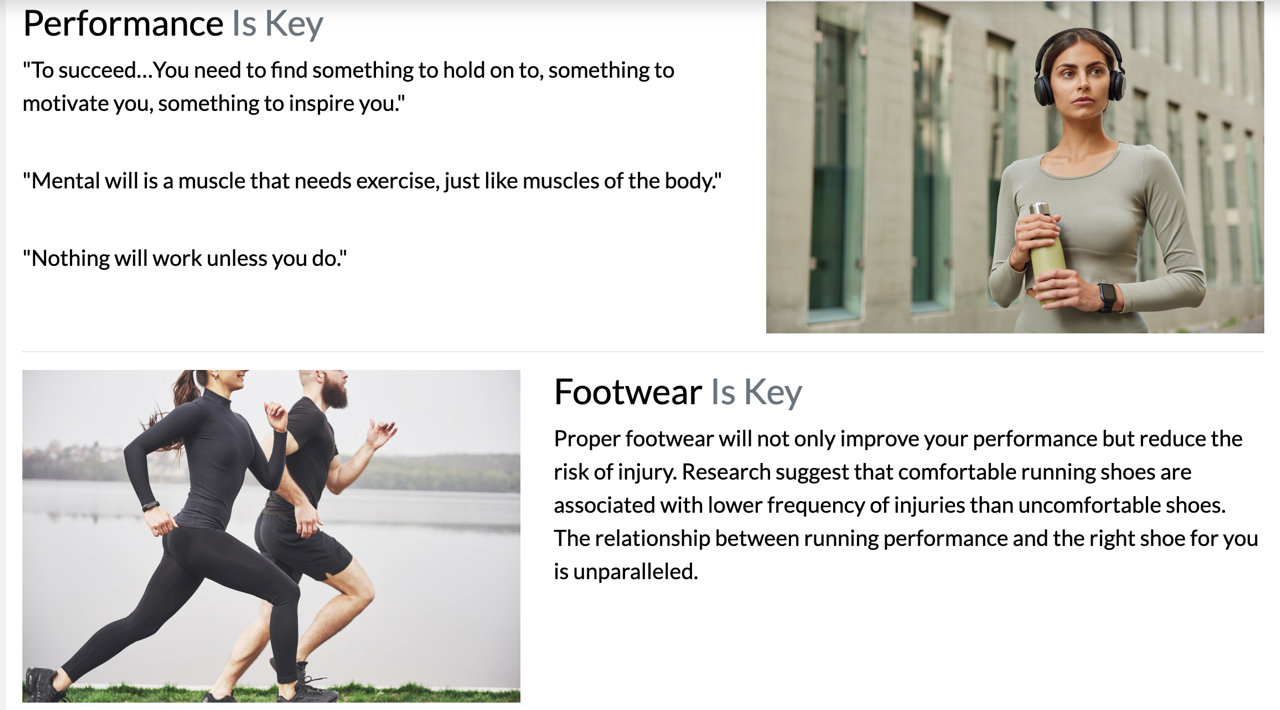 Performance Is Key
"To succeed...You need to find something to hold on to, something to
motivate you, something to inspire you."
"Mental will is a muscle that needs exercise, just like muscles of the body."
"Nothing will work unless you do."
Footwear Is Key
Proper footwear will not only improve your performance but reduce the
risk of injury. Research suggest that comfortable running shoes are
associated with lower frequency of injuries than uncomfortable shoes.
The relationship between running performance and the right shoe for you
is unparalleled.